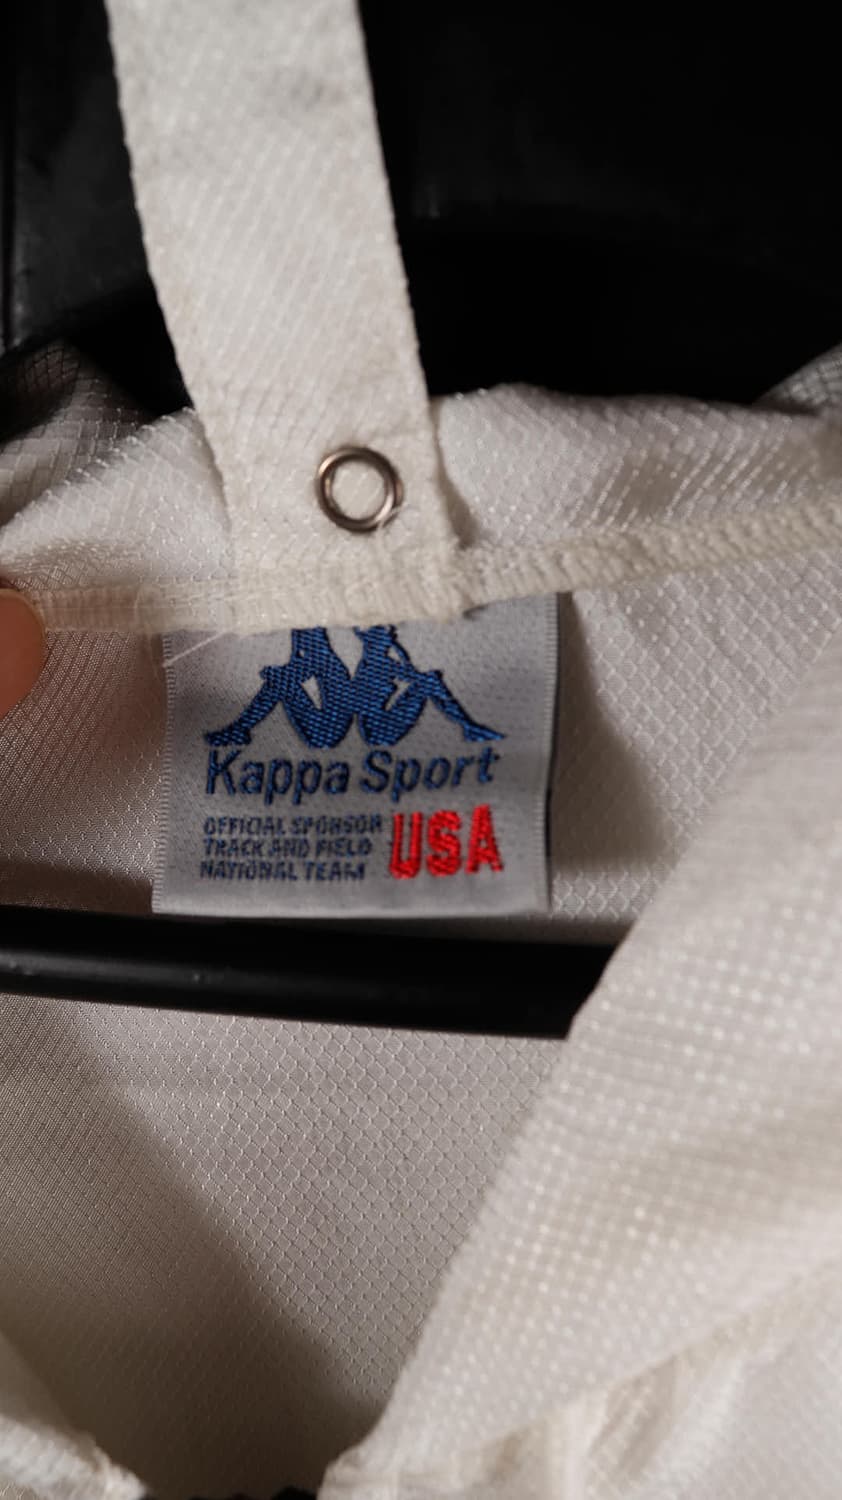 Kappa Sport
OFFICIAL SPONSOR
TRACK AND FIELD
NATIONAL TEAM
USA